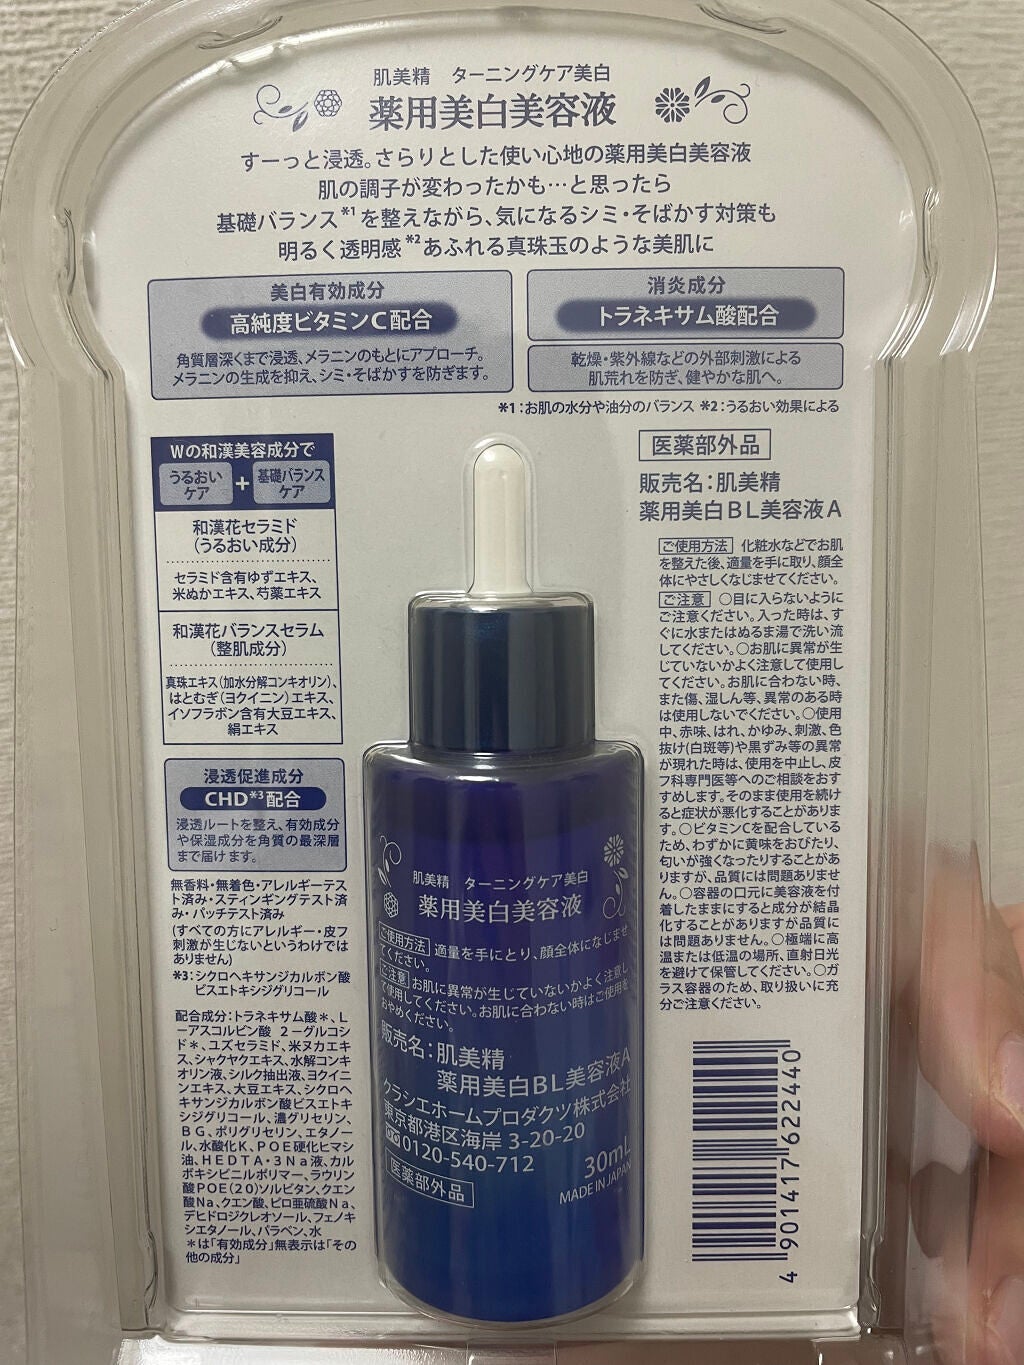 肌美精 ターニングケア美白
薬用美白美容液
すーっと浸透。さらりとした使い心地の薬用美白美容液
肌の調子が変わったかも…と思ったら
基礎バランス*1を整えながら、気になるシミ・そばかす対策も
明るく透明感*2あふれる真珠玉のような美肌に
美白有効成分
高純度ビタミンC配合
角質層深くまで浸透、メラニンのもとにアプローチ。
メラニンの生成を抑え、シミ・そばかすを防ぎます。
消炎成分
トラネキサム酸配合
乾燥・紫外線などの外部刺激による
肌荒れを防ぎ、健やかな肌へ。
*1:お肌の水分や油分のバランス *2:うるおい効果による
Wの和漢美容成分で
うるおい
ケア
+
基礎バランス
ケア
和漢花セラミド
(うるおい成分)
セラミド含有ゆずエキス、
米ぬかエキス、芍薬エキス
和漢花バランスセラム
(整肌成分)
真珠エキス(加水分解コンキオリン)、
はとむぎ(ヨクイニン)エキス、
イソフラボン含有大豆エキス、
絹エキス
浸透促進成分
CHD*3配合
浸透ルートを整え、有効成分
や保湿成分を角質の最深層
まで届けます。
無香料・無着色・アレルギーテス
ト済み・スティンギングテスト済
み・パッチテスト済み
(すべての方にアレルギー・皮フ
刺激が生じないというわけでは
ありません)
*3:シクロヘキサンジカルボン酸
ビスエトキシジグリコール
配合成分:トラネキサム酸*、L
-アスコルビン酸 2-グルコシ
ド*、ユズセラミド、米ヌカエキ
ス、シャクヤクエキス、水解コンキ
オリン液、シルク抽出液、ヨクイニ
ンエキス、大豆エキス、シクロヘ
キサンジカルボン酸ビスエトキ
シジグリコール、濃グリセリン、
BG、ポリグリセリン、エタノー
ル、水酸化K、POE硬化ヒマシ
油、HEDTA・3Na液、カル
ボキシビニルポリマー、ラウリン
酸POE(20)ソルビタン、クエン
酸Na、クエン酸、ピロ亜硫酸Na、
デヒドロジクレオソール、フェノキ
シエタノール、パラベン、水
*は「有効成分」無表示は「その
他の成分」
医薬部外品
販売名:肌美精
薬用美白BL美容液A
ご使用方法 化粧水などでお肌
を整えた後、適量を手に取り、顔全
体にやさしくなじませてください。
ご注意 ○目に入らないように
ご注意ください。入った時は、す
ぐに水またはぬるま湯で洗い流
してください。○お肌に異常が生
じていないかよく注意して使用し
てください。お肌に合わない時、
また傷、湿しん等、異常のある時
は使用しないでください。○使用
中、赤味、はれ、かゆみ、刺激、色
抜け(白斑等)や黒ずみ等の異常
が現れた時は、使用を中止し、皮
フ科専門医等へのご相談をおす
すめします。そのまま使用を続け
ると症状が悪化することがありま
す。○ビタミンCを配合している
ため、わずかに黄味をおびたり、
匂いが強くなったりすることがあ
りますが、品質には問題ありませ
ん。○容器の口元に美容液を付
着したままにすると成分が結晶
化することがありますが品質に
は問題ありません。○極端に高
温または低温の場所、直射日光
を避けて保管してください。○ガ
ラス容器のため、取り扱いに充
分ご注意ください。
4 901417 622440
肌美精 ターニングケア美白
薬用美白美容液
ご使用方法 適量を手にとり、顔全体になじませ
てください。
ご注意 お肌に異常が生じていないかよく注意し
て使用してください。お肌に合わない時はご使用を
おやめください。
販売名:肌美精
薬用美白BL美容液A
クラシエホームプロダクツ株式会社
東京都港区海岸 3-20-20
0120-540-712
医薬部外品
30mL
MADE IN JAPAN